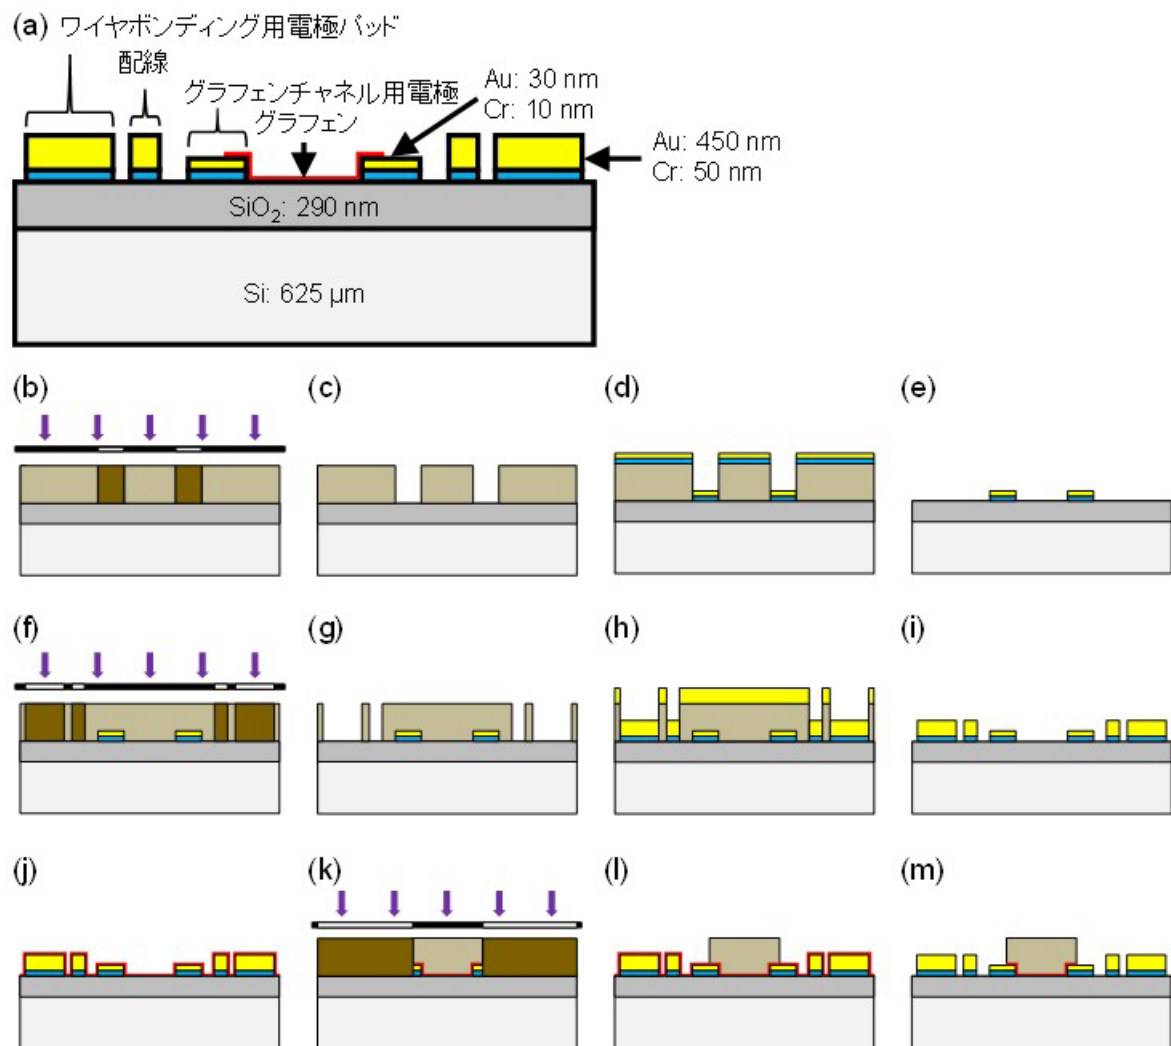 (a) ワイヤボンディング用電極パッド
配線
グラフェンチャネル用電極
グラフェン
Au: 30 nm
Cr: 10 nm
Au: 450 nm
Cr: 50 nm
SiO₂: 290 nm
Si: 625 µm
(b) (c) (d) (e)
(f) (g) (h) (i)
(j) (k) (l) (m)